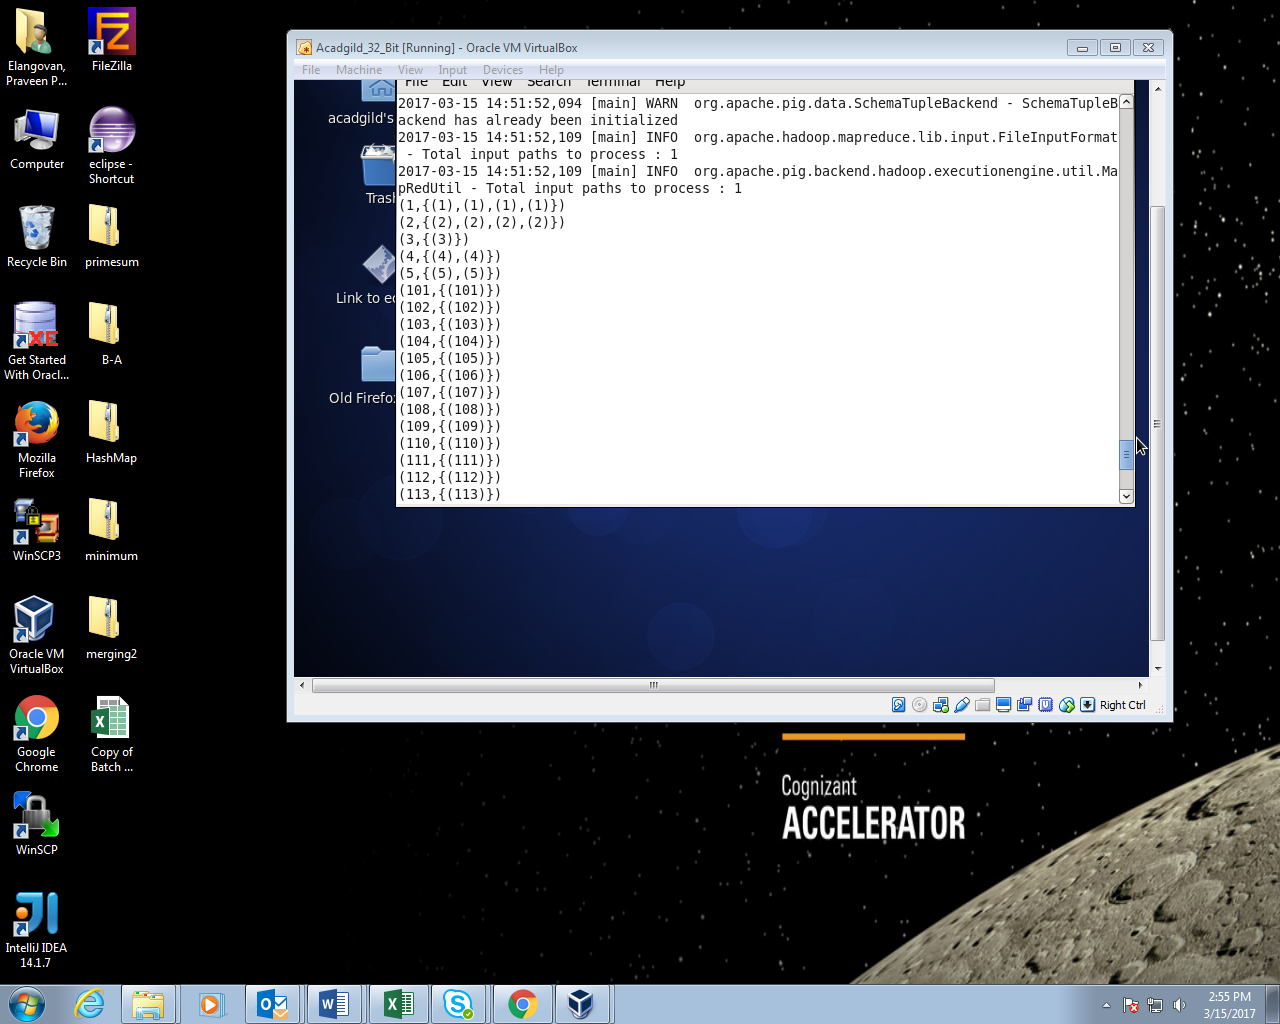 Elangovan,
Praveen P...
FileZilla
Computer
eclipse -
Shortcut
Recycle Bin
primesum
Get Started
With Oracl...
B-A
Mozilla
Firefox
HashMap
WinSCP3
minimum
Oracle VM
VirtualBox
merging2
Google
Chrome
Copy of
Batch ...
WinSCP
IntelliJ IDEA
14.1.7
Acadgild_32_Bit [Running] - Oracle VM VirtualBox
File Machine View Input Devices Help
File Edit View Search Terminal Help
acadgild's
Trash
Link to ec
Old Firefo
2017-03-15 14:51:52,094 [main] WARN  org.apache.pig.data.SchemaTupleBackend - SchemaTupleB
ackend has already been initialized
2017-03-15 14:51:52,109 [main] INFO  org.apache.hadoop.mapreduce.lib.input.FileInputFormat
 - Total input paths to process : 1
2017-03-15 14:51:52,109 [main] INFO  org.apache.pig.backend.hadoop.executionengine.util.Ma
pRedUtil - Total input paths to process : 1
(1,{(1),(1),(1),(1)})
(2,{(2),(2),(2),(2)})
(3,{(3)})
(4,{(4),(4)})
(5,{(5),(5)})
(101,{(101)})
(102,{(102)})
(103,{(103)})
(104,{(104)})
(105,{(105)})
(106,{(106)})
(107,{(107)})
(108,{(108)})
(109,{(109)})
(110,{(110)})
(111,{(111)})
(112,{(112)})
(113,{(113)})
Right Ctrl
Cognizant
ACCELERATOR
2:55 PM
3/15/2017